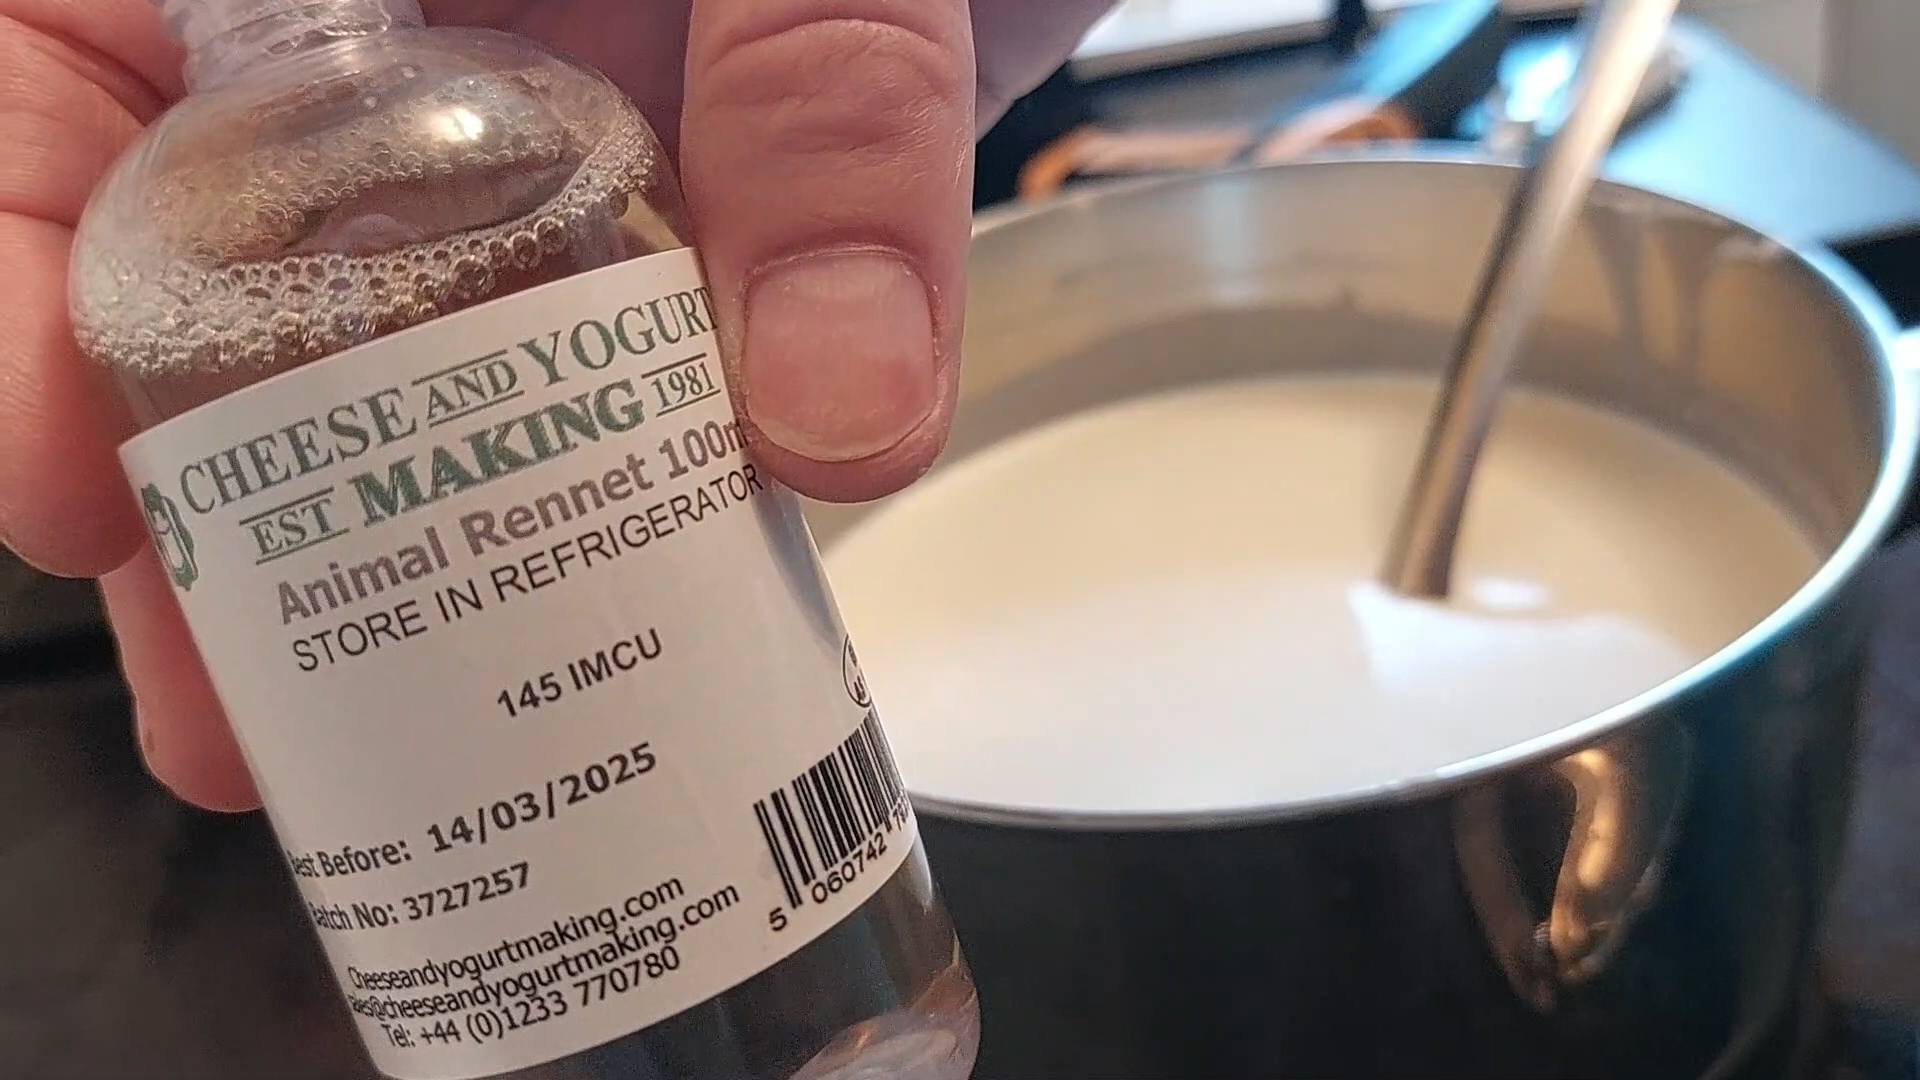 CHEESE AND YOGURT
EST MAKING 1981
Animal Rennet 100m
STORE IN REFRIGERATOR
145 IMCU
Best Before: 14/03/2025
Batch No: 3727257
Cheeseandyogurtmaking.com
sales@cheeseandyogurtmaking.com
Tel: +44 (0)1233 770780
5 060742